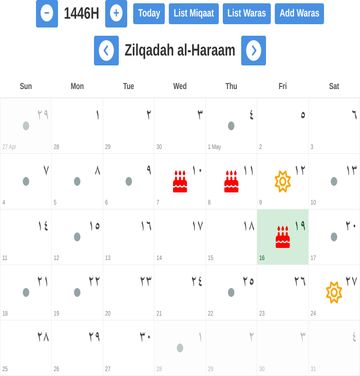 − 1446H + Today List Miqaat List Waras Add Waras
Zilqadah al-Haraam
Sun Mon Tue Wed Thu Fri Sat
٢٩ ١ ٢ ٣ ٤ ٥ ٦
27 Apr 28 29 30 1 May 2 3
٧ ٨ ٩ ١٠ ١١ ١٢ ١٣
4 5 6 7 8 9 10
١٤ ١٥ ١٦ ١٧ ١٨ ١٩ ٢٠
11 12 13 14 15 16 17
٢١ ٢٢ ٢٣ ٢٤ ٢٥ ٢٦ ٢٧
18 19 20 21 22 23 24
٢٨ ٢٩ ٣٠ ١ ٢ ٣ ٤
25 26 27 28 29 30 31